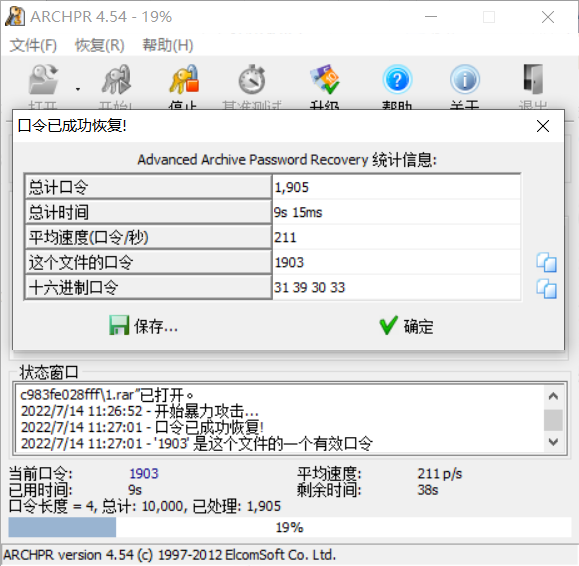 ARCHPR 4.54 - 19%
文件(F) 恢复(R) 帮助(H)
打开 开始! 停止 基准测试 升级 帮助 关于 退出
口令已成功恢复!
Advanced Archive Password Recovery 统计信息:
总计口令 1,905
总计时间 9s 15ms
平均速度(口令/秒) 211
这个文件的口令 1903
十六进制口令 31 39 30 33
保存... 确定
状态窗口
c983fe028fff\1.rar"已打开。
2022/7/14 11:26:52 - 开始暴力攻击...
2022/7/14 11:27:01 - 口令已成功恢复!
2022/7/14 11:27:01 - '1903' 是这个文件的一个有效口令
当前口令: 1903 平均速度: 211 p/s
已用时间: 9s 剩余时间: 38s
口令长度 = 4, 总计: 10,000, 已处理: 1,905
19%
ARCHPR version 4.54 (c) 1997-2012 ElcomSoft Co. Ltd.